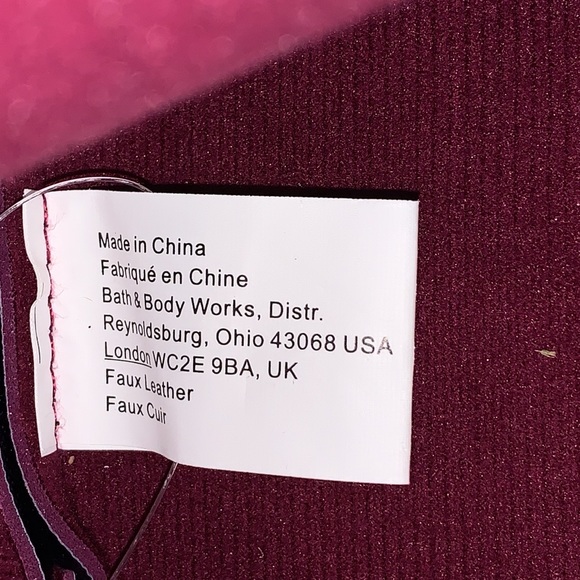 Made in China
Fabriqué en Chine
Bath & Body Works, Distr.
Reynoldsburg, Ohio 43068 USA
London WC2E 9BA, UK
Faux Leather
Faux Cuir